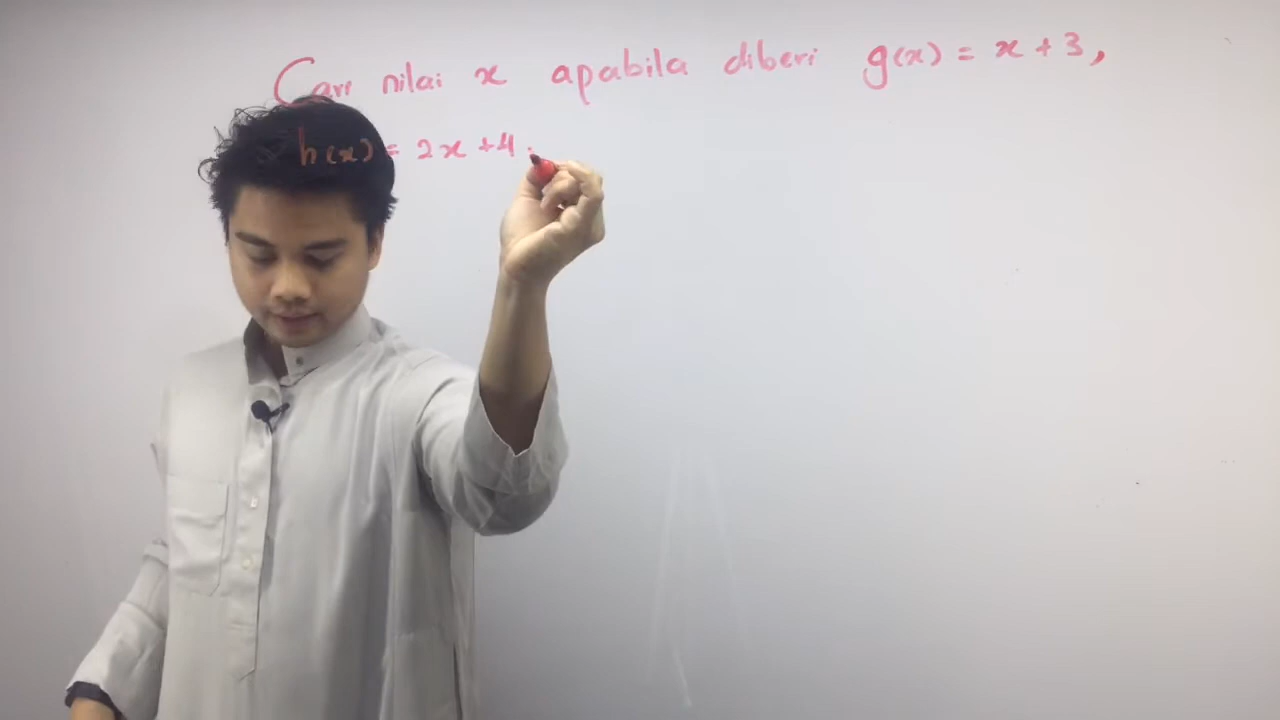 Cari nilai x apabila diberi g(x) = x + 3,
h(x) = 2x + 4